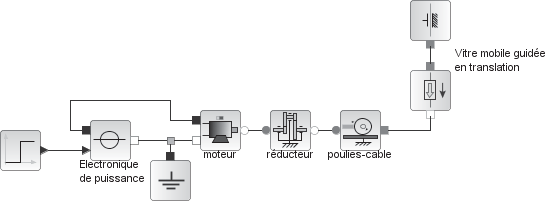 Vitre mobile guidée
en translation
moteur
réducteur
poulies-cable
Electronique
de puissance